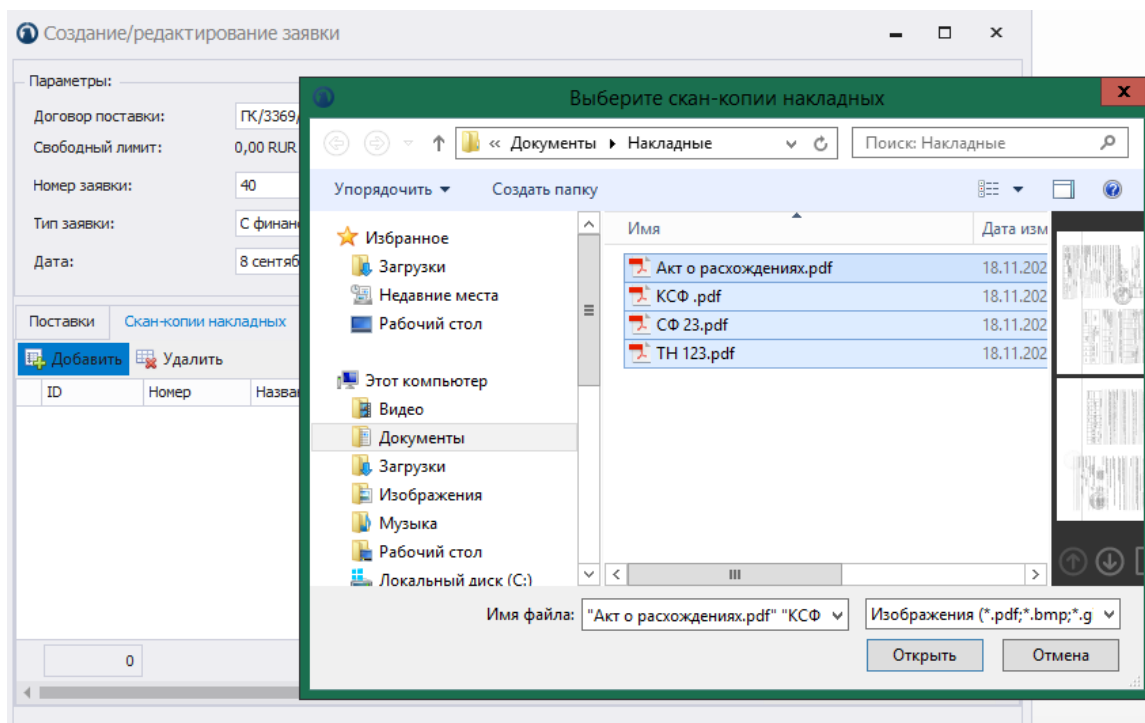 Создание/редактирование заявки
Параметры:
Договор поставки: ГК/3369/
Свободный лимит: 0,00 RUR
Номер заявки: 40
Тип заявки: С финан
Дата: 8 сентяб
Поставки Скан-копии накладных
Добавить Удалить
ID Номер Назва
0
Выберите скан-копии накладных
x
« Документы Накладные Поиск: Накладные
Упорядочить Создать папку
Избранное
Загрузки
Недавние места
Рабочий стол
Этот компьютер
Видео
Документы
Загрузки
Изображения
Музыка
Рабочий стол
Локальный диск (C:)
Имя Дата изм
Акт о расхождениях.pdf 18.11.202
КСФ .pdf 18.11.202
СФ 23.pdf 18.11.202
ТН 123.pdf 18.11.202
Имя файла: "Акт о расхождениях.pdf" "КСФ Изображения (*.pdf;*.bmp;*.g
Открыть Отмена